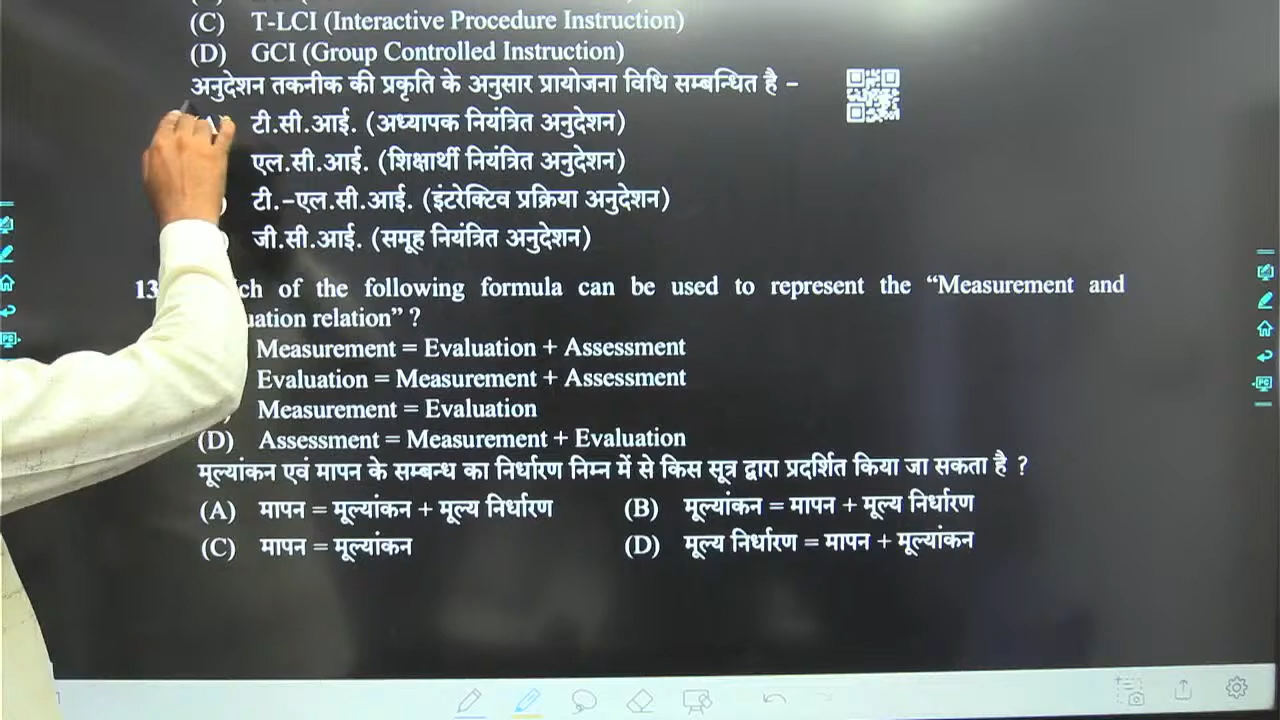 (C) T-LCI (Interactive Procedure Instruction)
(D) GCI (Group Controlled Instruction)
अनुदेशन तकनीक की प्रकृति के अनुसार प्रायोजना विधि सम्बन्धित है –
टी.सी.आई. (अध्यापक नियंत्रित अनुदेशन)
एल.सी.आई. (शिक्षार्थी नियंत्रित अनुदेशन)
टी.-एल.सी.आई. (इंटरेक्टिव प्रक्रिया अनुदेशन)
जी.सी.आई. (समूह नियंत्रित अनुदेशन)
of the following formula can be used to represent the “Measurement and
relation” ?
Measurement = Evaluation + Assessment
Evaluation = Measurement + Assessment
Measurement = Evaluation
(D) Assessment = Measurement + Evaluation
मूल्यांकन एवं मापन के सम्बन्ध का निर्धारण निम्न में से किस सूत्र द्वारा प्रदर्शित किया जा सकता है ?
(A) मापन = मूल्यांकन + मूल्य निर्धारण (B) मूल्यांकन = मापन + मूल्य निर्धारण
(C) मापन = मूल्यांकन (D) मूल्य निर्धारण = मापन + मूल्यांकन